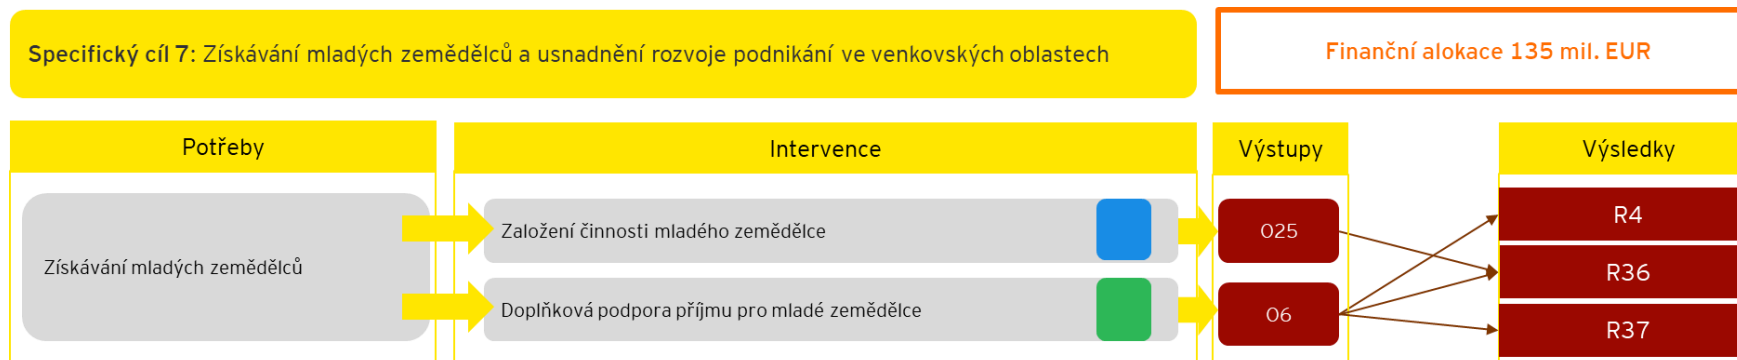 Specifický cíl 7: Získávání mladých zemědělců a usnadnění rozvoje podnikání ve venkovských oblastech
Finanční alokace 135 mil. EUR
Potřeby
Intervence
Výstupy
Výsledky
Získávání mladých zemědělců
Založení činnosti mladého zemědělce
Doplňková podpora příjmu pro mladé zemědělce
O25
O6
R4
R36
R37